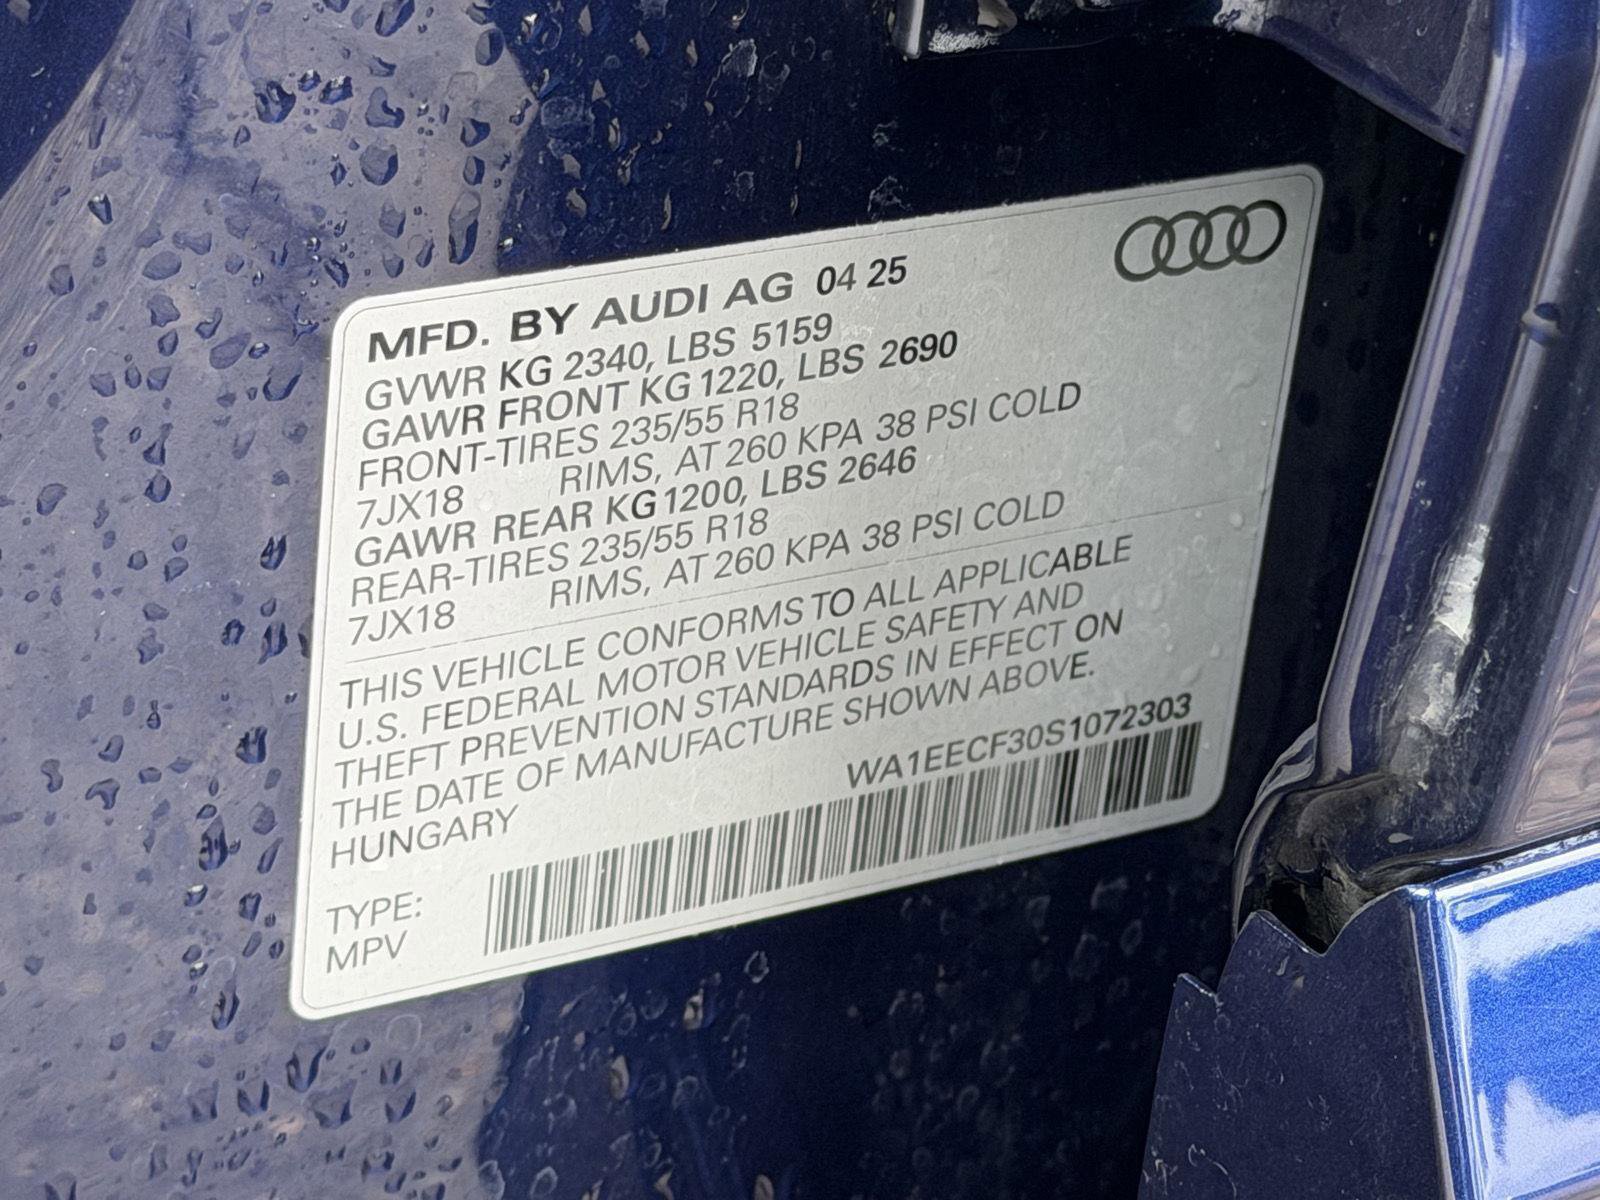 MFD. BY AUDI AG 04 25
GVWR KG 2340, LBS 5159
GAWR FRONT KG 1220, LBS 2690
FRONT-TIRES 235/55 R18
7JX18 RIMS, AT 260 KPA 38 PSI COLD
GAWR REAR KG 1200, LBS 2646
REAR-TIRES 235/55 R18
7JX18 RIMS, AT 260 KPA 38 PSI COLD
THIS VEHICLE CONFORMS TO ALL APPLICABLE
U.S. FEDERAL MOTOR VEHICLE SAFETY AND
THEFT PREVENTION STANDARDS IN EFFECT ON
THE DATE OF MANUFACTURE SHOWN ABOVE.
HUNGARY
WA1EECF30S1072303
TYPE:
MPV